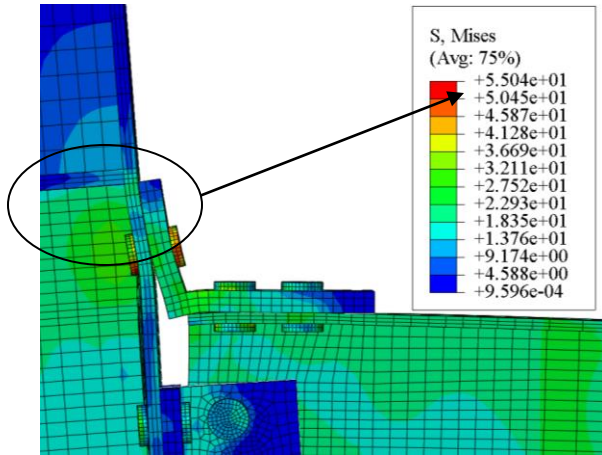 S, Mises
(Avg: 75%)
+5.504e+01
+5.045e+01
+4.587e+01
+4.128e+01
+3.669e+01
+3.211e+01
+2.752e+01
+2.293e+01
+1.835e+01
+1.376e+01
+9.174e+00
+4.588e+00
+9.596e-04